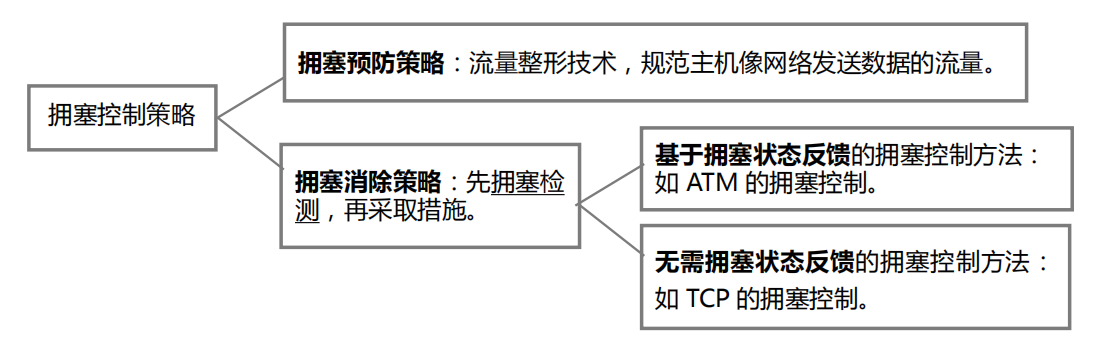 拥塞控制策略
拥塞预防策略：流量整形技术，规范主机像网络发送数据的流量。
拥塞消除策略：先拥塞检
测，再采取措施。
基于拥塞状态反馈的拥塞控制方法：
如 ATM 的拥塞控制。
无需拥塞状态反馈的拥塞控制方法：
如 TCP 的拥塞控制。